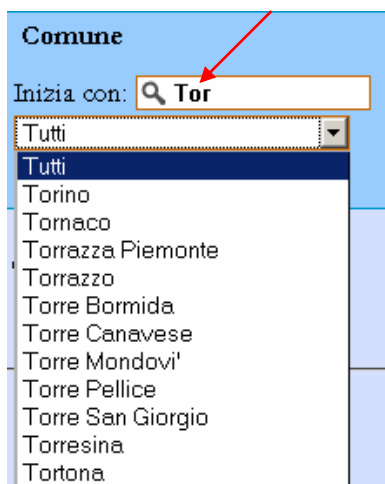 Comune
Inizia con: Tor
Tutti
Tutti
Torino
Tornaco
Torrazza Piemonte
Torrazzo
Torre Bormida
Torre Canavese
Torre Mondovi'
Torre Pellice
Torre San Giorgio
Torresina
Tortona